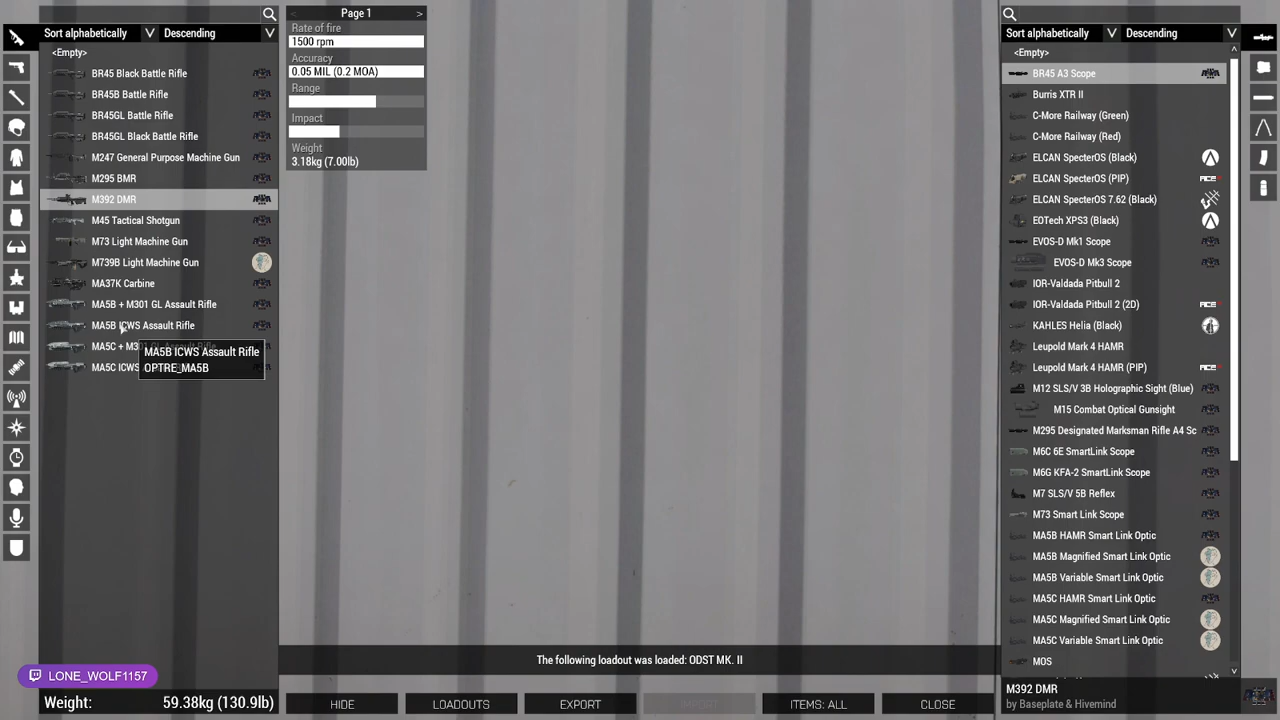 Sort alphabetically
Descending
<Empty>
BR45 Black Battle Rifle
BR45B Battle Rifle
BR45GL Battle Rifle
BR45GL Black Battle Rifle
M247 General Purpose Machine Gun
M295 BMR
M392 DMR
M45 Tactical Shotgun
M73 Light Machine Gun
M739B Light Machine Gun
MA37K Carbine
MA5B + M301 GL Assault Rifle
MA5B ICWS Assault Rifle
MA5C + M301 GL Assault Rifle
MA5C ICWS
MA5B ICWS Assault Rifle
OPTRE_MA5B
LONE_WOLF1157
Weight: 59.38kg (130.9lb)
< Page 1 >
Rate of fire
1500 rpm
Accuracy
0.05 MIL (0.2 MOA)
Range
Impact
Weight
3.18kg (7.00lb)
The following loadout was loaded: ODST MK. II
HIDE
LOADOUTS
EXPORT
IMPORT
ITEMS: ALL
CLOSE
Sort alphabetically
Descending
<Empty>
BR45 A3 Scope
Burris XTR II
C-More Railway (Green)
C-More Railway (Red)
ELCAN SpecterOS (Black)
ELCAN SpecterOS (PIP)
ACE
ELCAN SpecterOS 7.62 (Black)
EOTech XPS3 (Black)
EVOS-D Mk1 Scope
EVOS-D Mk3 Scope
IOR-Valdada Pitbull 2
IOR-Valdada Pitbull 2 (2D)
ACE
KAHLES Helia (Black)
Leupold Mark 4 HAMR
Leupold Mark 4 HAMR (PIP)
ACE
M12 SLS/V 3B Holographic Sight (Blue)
M15 Combat Optical Gunsight
M295 Designated Marksman Rifle A4 Sc
M6C 6E SmartLink Scope
M6G KFA-2 SmartLink Scope
M7 SLS/V 5B Reflex
M73 Smart Link Scope
MA5B HAMR Smart Link Optic
MA5B Magnified Smart Link Optic
MA5B Variable Smart Link Optic
MA5C HAMR Smart Link Optic
MA5C Magnified Smart Link Optic
MA5C Variable Smart Link Optic
MOS
M392 DMR
by Baseplate & Hivemind